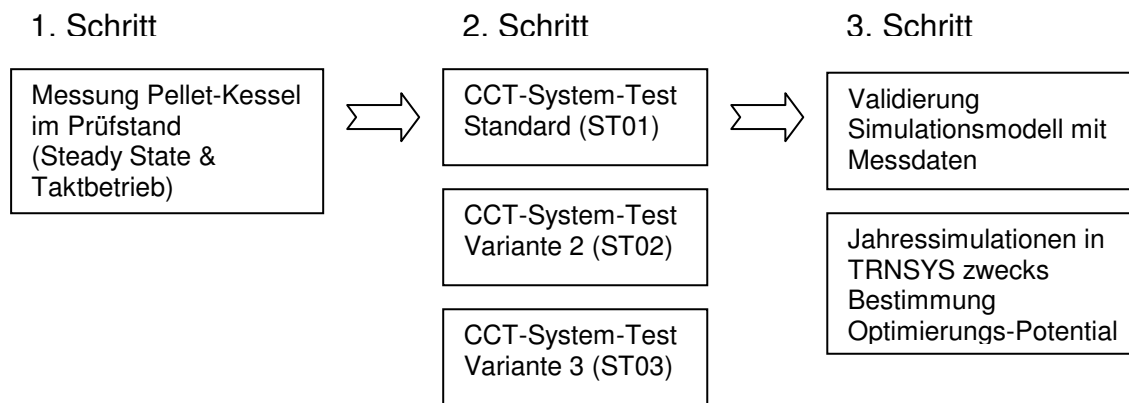 1. Schritt
Messung Pellet-Kessel
im Prüfstand
(Steady State &
Taktbetrieb)
2. Schritt
CCT-System-Test
Standard (ST01)
CCT-System-Test
Variante 2 (ST02)
CCT-System-Test
Variante 3 (ST03)
3. Schritt
Validierung
Simulationsmodell mit
Messdaten
Jahressimulationen in
TRNSYS zwecks
Bestimmung
Optimierungs-Potential